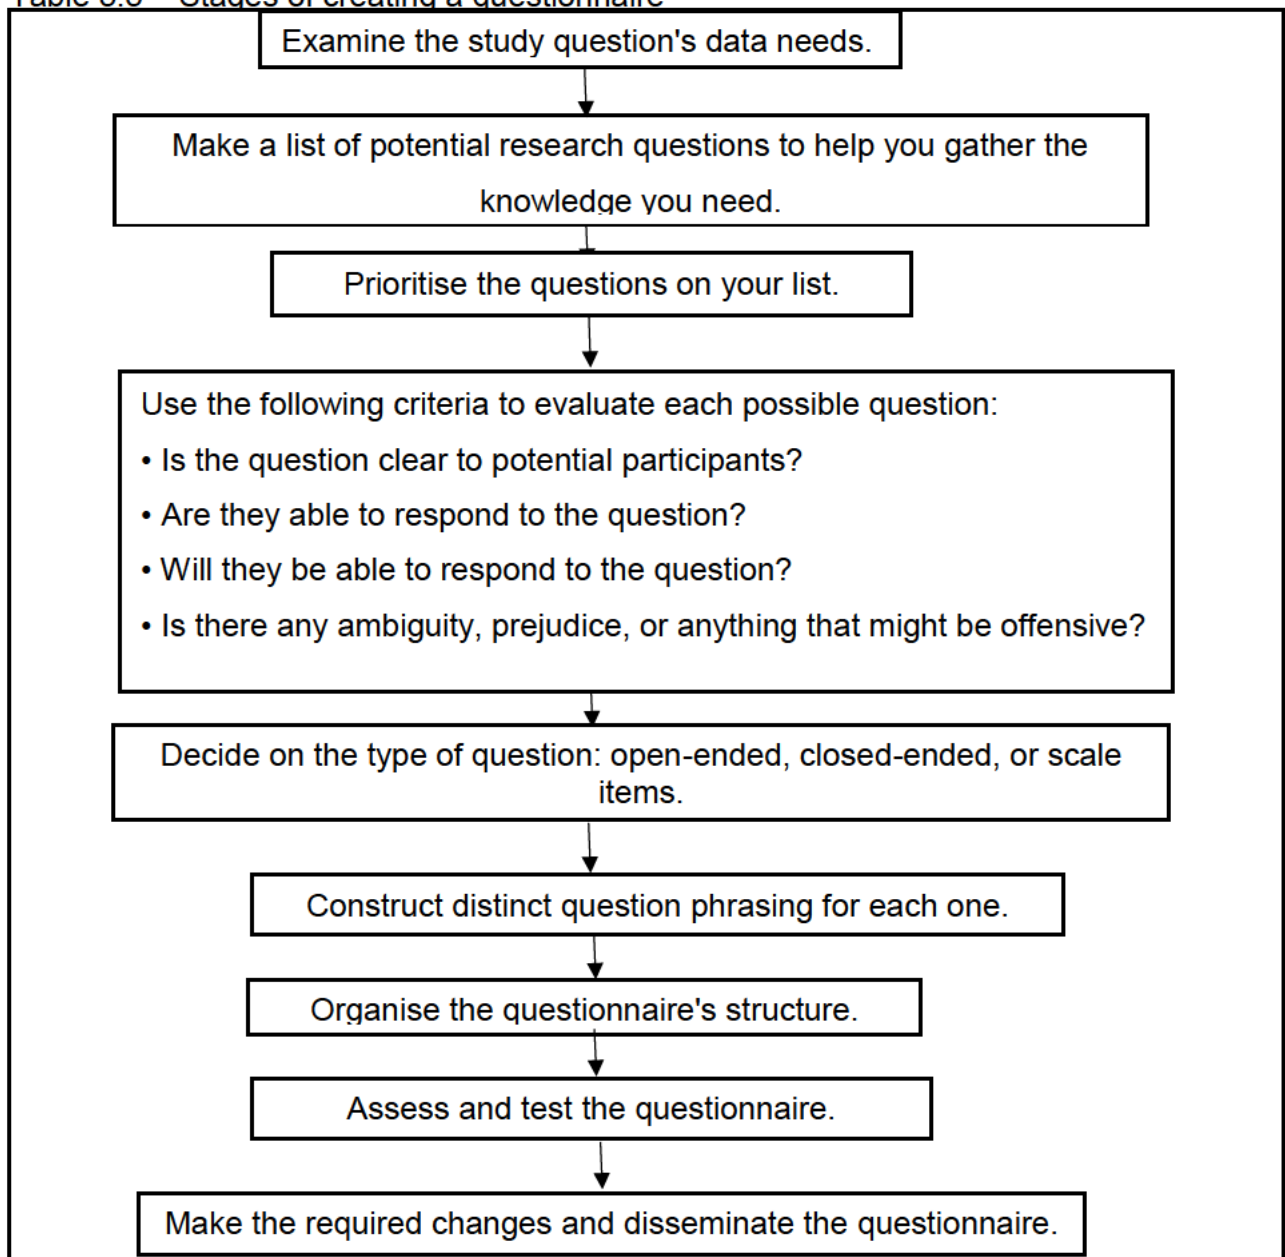 Stages of creating a questionnaire
Examine the study question's data needs.
Make a list of potential research questions to help you gather the
knowledge you need.
Prioritise the questions on your list.
Use the following criteria to evaluate each possible question:
• Is the question clear to potential participants?
• Are they able to respond to the question?
• Will they be able to respond to the question?
• Is there any ambiguity, prejudice, or anything that might be offensive?
Decide on the type of question: open-ended, closed-ended, or scale
items.
Construct distinct question phrasing for each one.
Organise the questionnaire's structure.
Assess and test the questionnaire.
Make the required changes and disseminate the questionnaire.